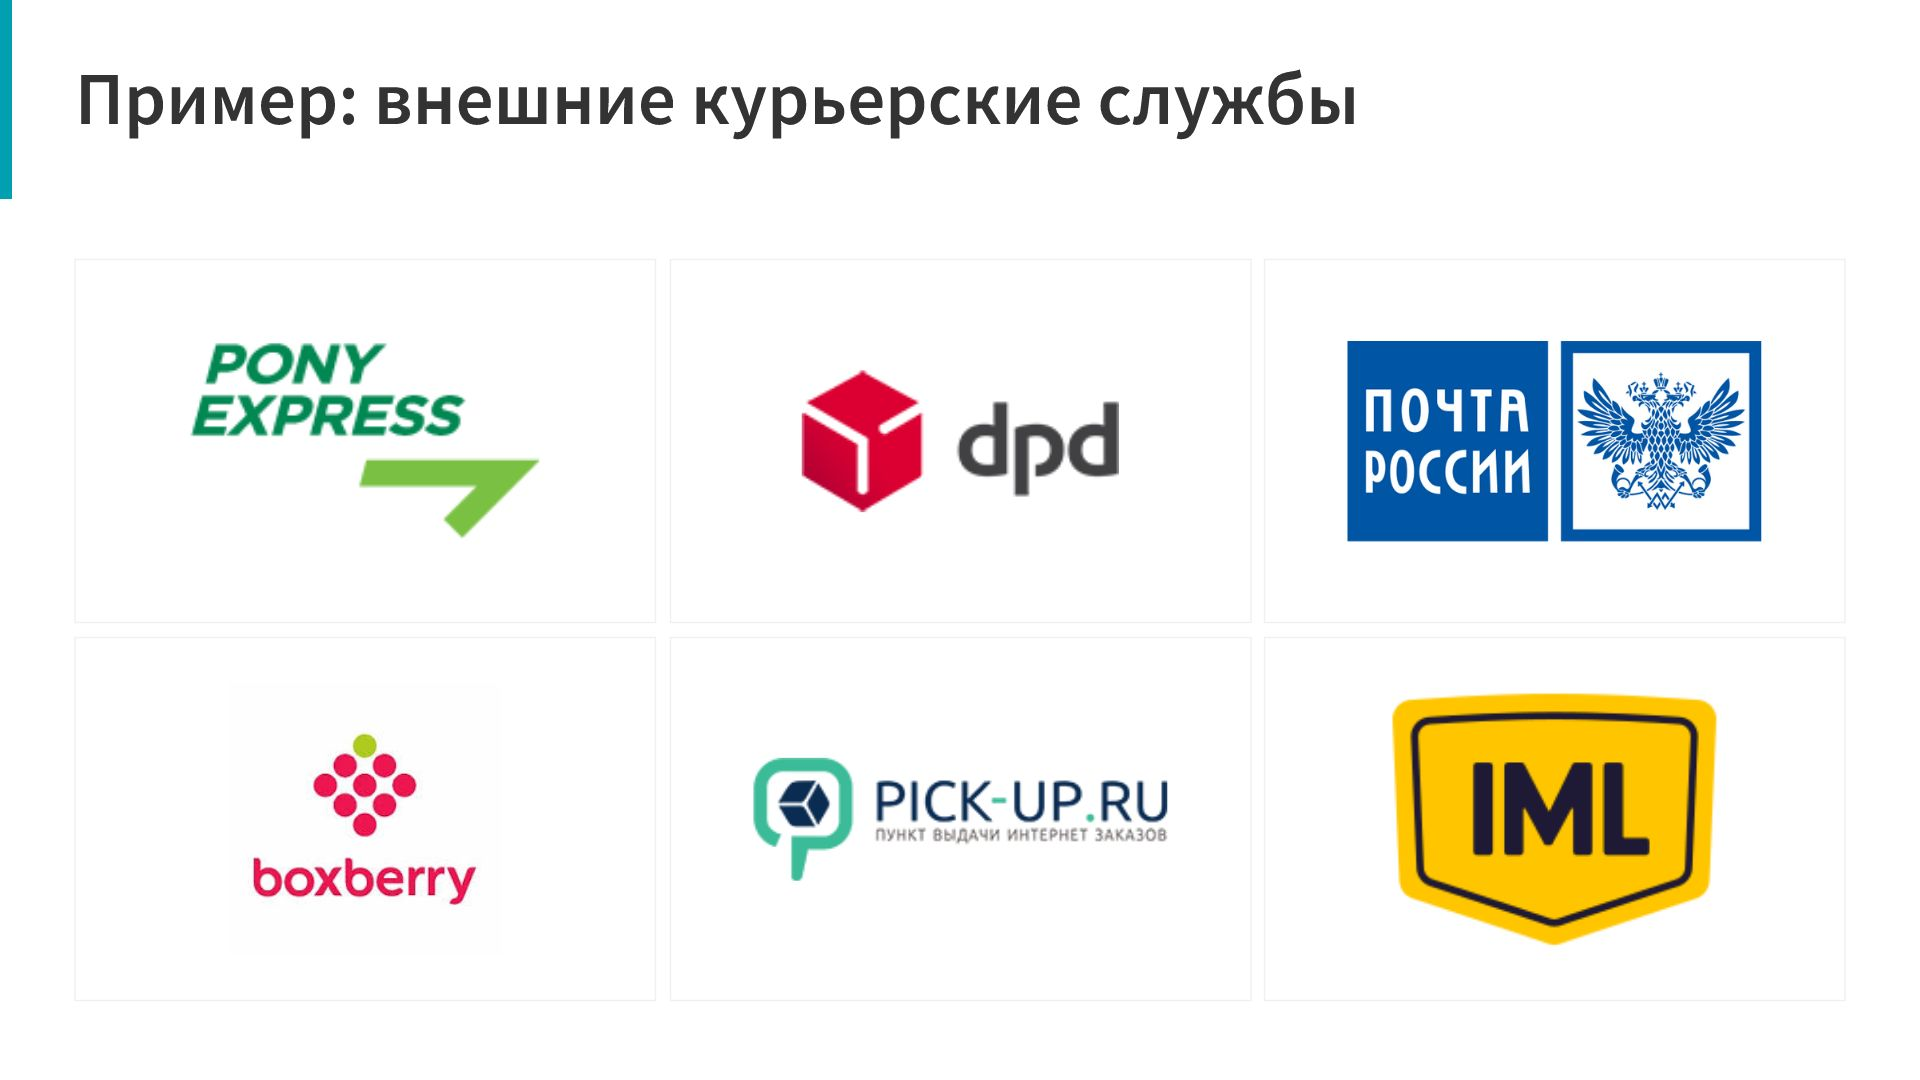 Пример: внешние курьерские службы
PONY
EXPRESS
dpd
ПОЧТА
РОССИИ
boxberry
PICK-UP.RU
ПУНКТ ВЫДАЧИ ИНТЕРНЕТ ЗАКАЗОВ
IML